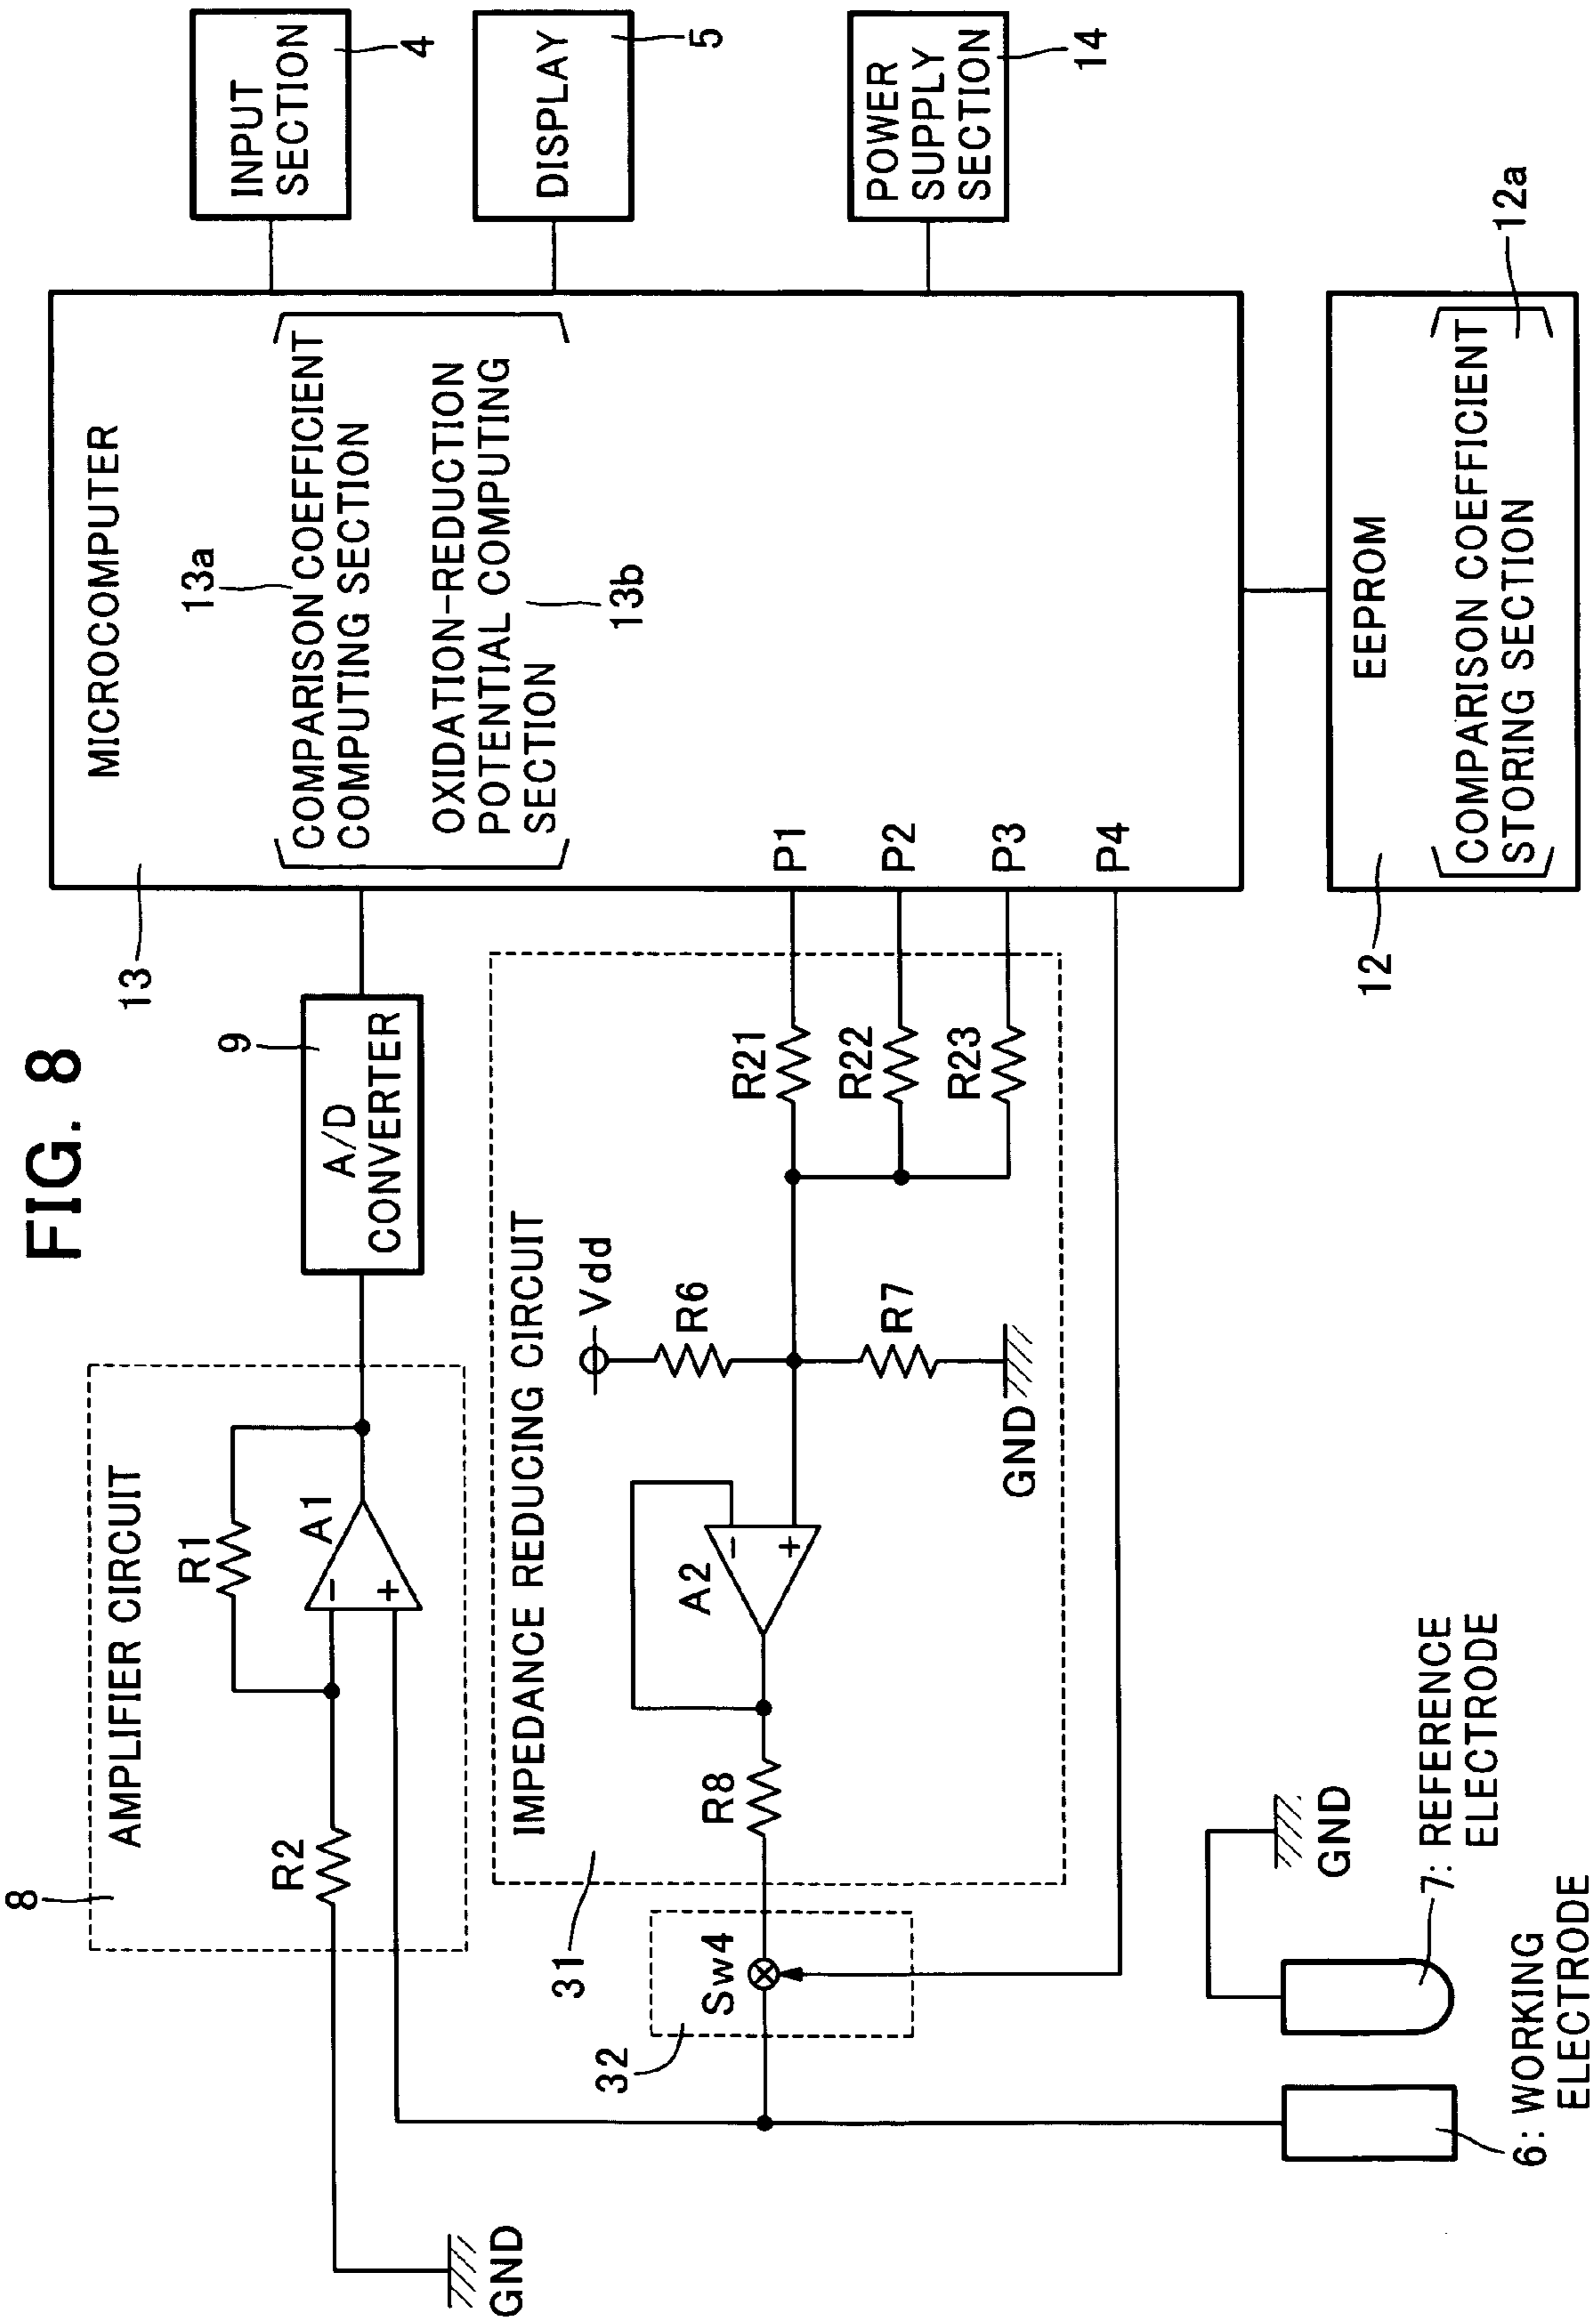 FIG. 8
8
AMPLIFIER CIRCUIT
R1
A1
−
+
R2
GND
9
A/D
CONVERTER
13
MICROCOMPUTER
13a
COMPARISON COEFFICIENT
COMPUTING SECTION
OXIDATION-REDUCTION
POTENTIAL COMPUTING
SECTION
13b
P1
P2
P3
P4
INPUT
SECTION
4
DISPLAY
5
POWER
SUPPLY
SECTION
14
IMPEDANCE REDUCING CIRCUIT
31
Vdd
R6
R7
GND
R21
R22
R23
A2
−
+
R8
32
Sw4
12
EEPROM
COMPARISON COEFFICIENT
STORING SECTION
12a
GND
7: REFERENCE
ELECTRODE
6: WORKING
ELECTRODE